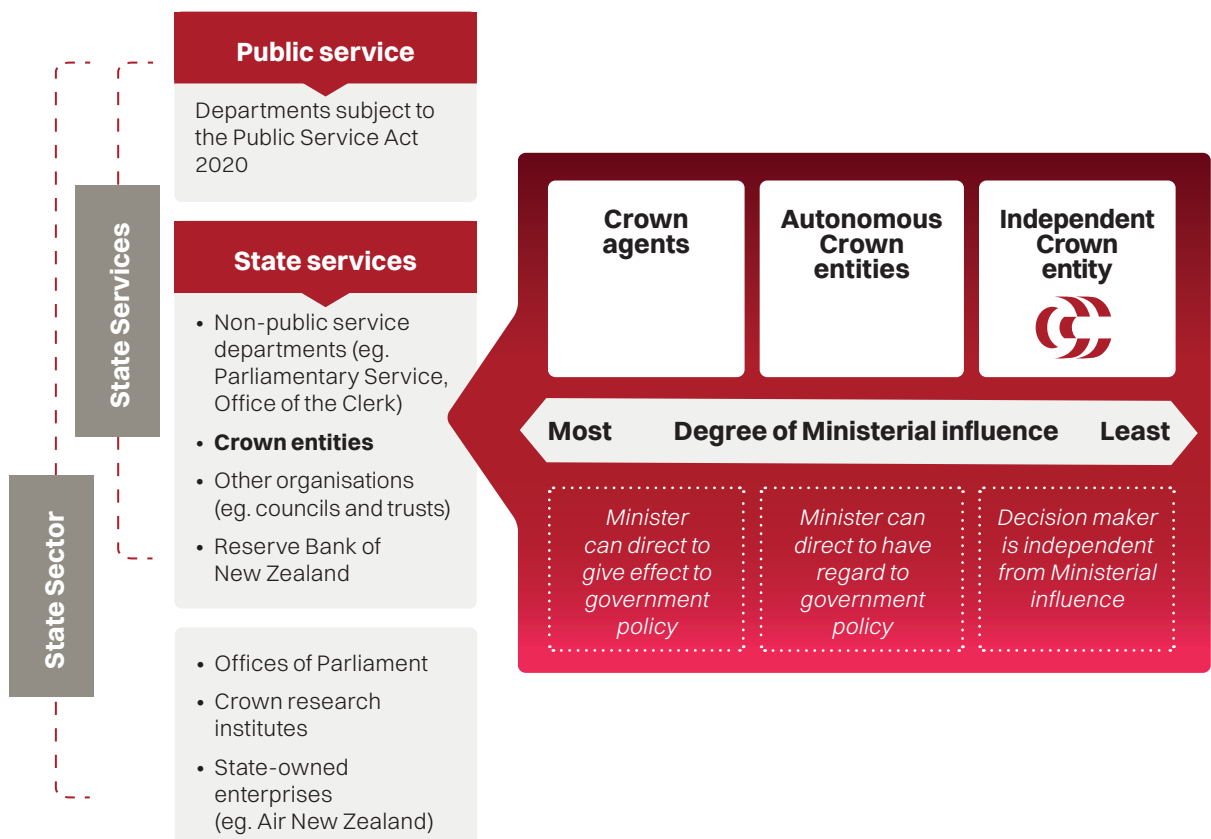 Public service
Departments subject to
the Public Service Act
2020
State Services
State services
• Non-public service
departments (eg.
Parliamentary Service,
Office of the Clerk)
• Crown entities
• Other organisations
(eg. councils and trusts)
• Reserve Bank of
New Zealand
State Sector
• Offices of Parliament
• Crown research
institutes
• State-owned
enterprises
(eg. Air New Zealand)
Crown
agents
Autonomous
Crown
entities
Independent
Crown
entity
Most Degree of Ministerial influence Least
Minister
can direct to
give effect to
government
policy
Minister can
direct to have
regard to
government
policy
Decision maker
is independent
from Ministerial
influence